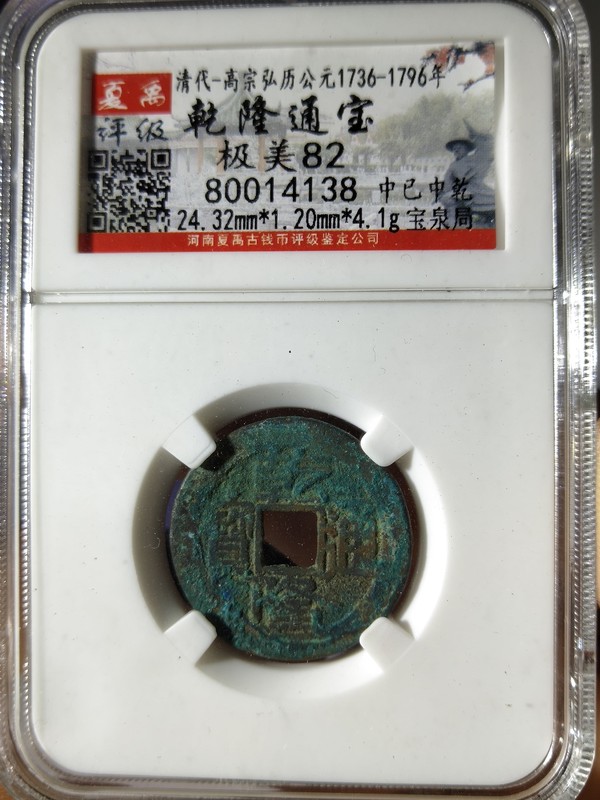 夏禹
评级
清代-高宗弘历公元1736-1796年
乾隆通宝
极美82
80014138 中已中乾
24.32mm*1.20mm*4.1g 宝泉局
河南夏禹古钱币评级鉴定公司
隆